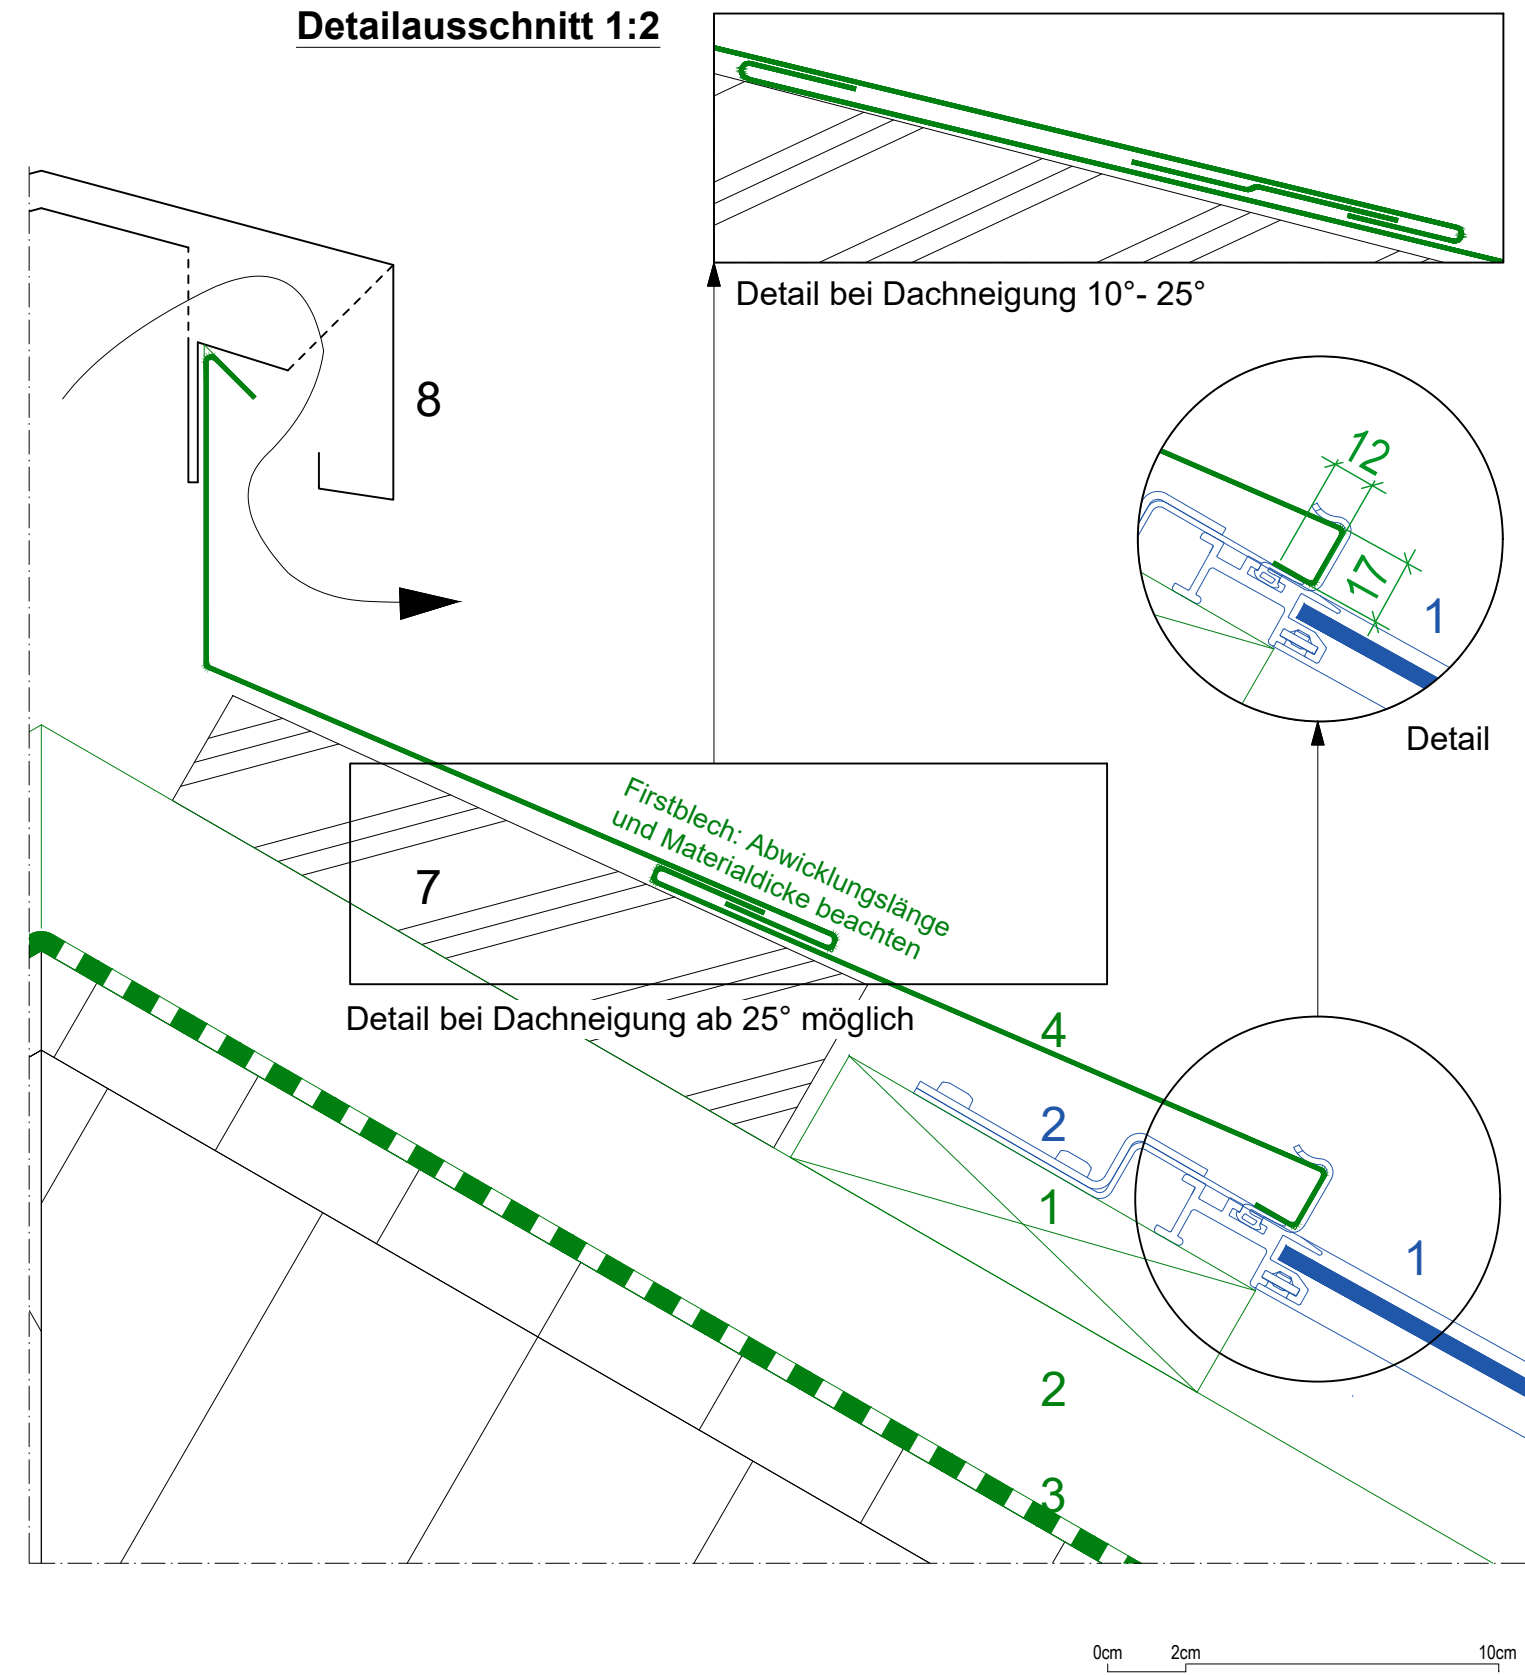 Detailausschnitt 1:2
Detail bei Dachneigung 10°- 25°
8
12
17
1
Detail
Firstblech: Abwicklungslänge
und Materialdicke beachten
7
Detail bei Dachneigung ab 25° möglich
4
2
1
1
2
3
0cm 2cm 10cm